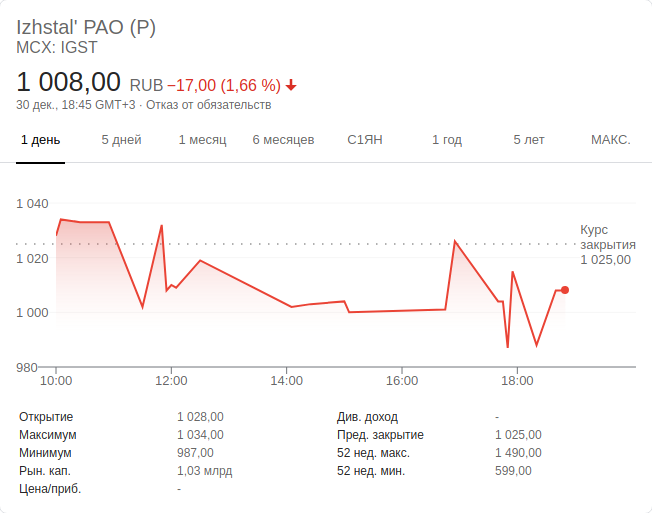 Izhstal' PAO (P)
MCX: IGST
1 008,00 RUB −17,00 (1,66 %)
30 дек., 18:45 GMT+3 · Отказ от обязательств
1 день 5 дней 1 месяц 6 месяцев С1ЯН 1 год 5 лет МАКС.
1 040
Курс
закрытия
1 025,00
1 020
1 000
980
10:00 12:00 14:00 16:00 18:00
Открытие 1 028,00 Див. доход -
Максимум 1 034,00 Пред. закрытие 1 025,00
Минимум 987,00 52 нед. макс. 1 490,00
Рын. кап. 1,03 млрд 52 нед. мин. 599,00
Цена/приб. -